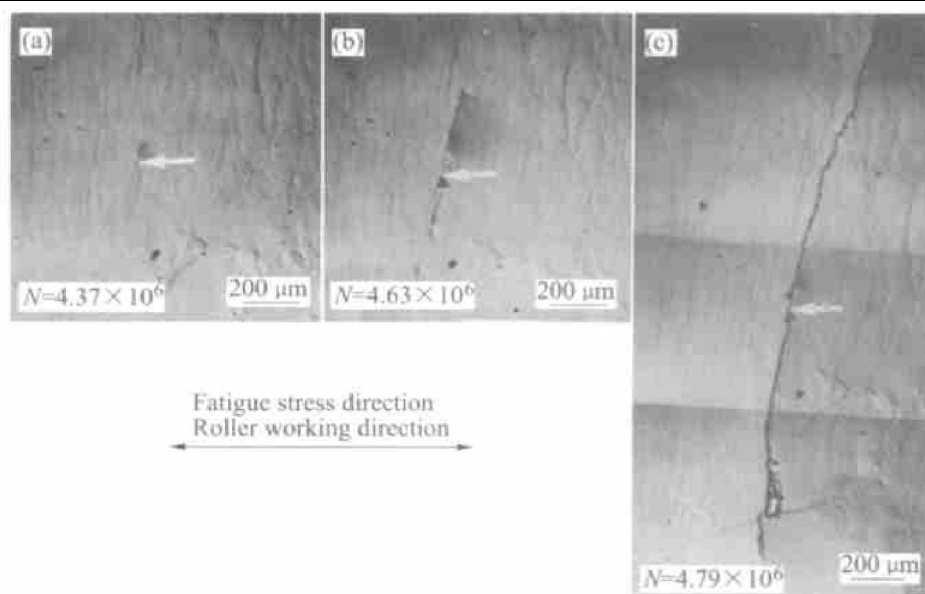 (a)
N=4.37×10⁶
200 μm
(b)
N=4.63×10⁶
200 μm
(c)
N=4.79×10⁶
200 μm
Fatigue stress direction
Roller working direction